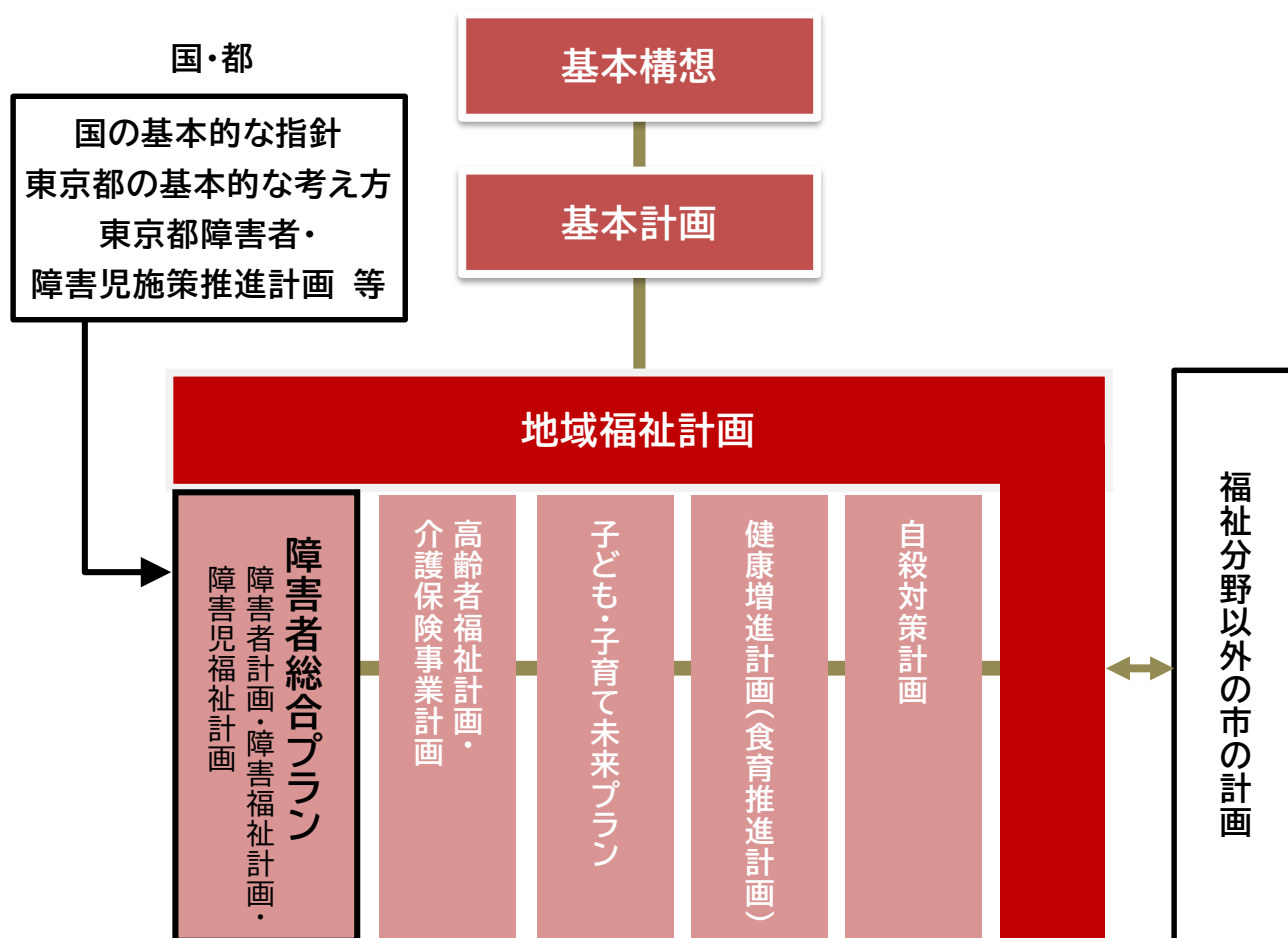 国・都
国の基本的な指針
東京都の基本的な考え方
東京都障害者・
障害児施策推進計画 等
基本構想
基本計画
地域福祉計画
障害者総合プラン
障害者計画・障害福祉計画・
障害児福祉計画
高齢者福祉計画・
介護保険事業計画
子ども・子育て未来プラン
健康増進計画(食育推進計画)
自殺対策計画
福祉分野以外の市の計画